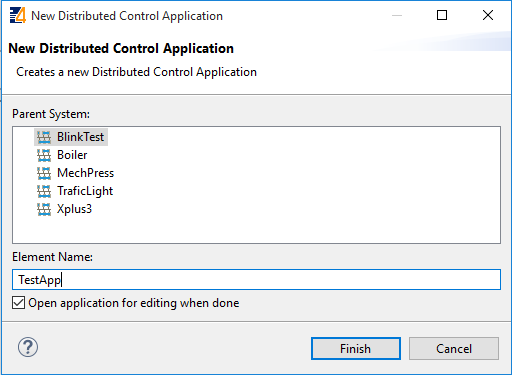 New Distributed Control Application
New Distributed Control Application
Creates a new Distributed Control Application
Parent System:
BlinkTest
Boiler
MechPress
TraficLight
Xplus3
Element Name:
TestApp
Open application for editing when done
?
Finish
Cancel